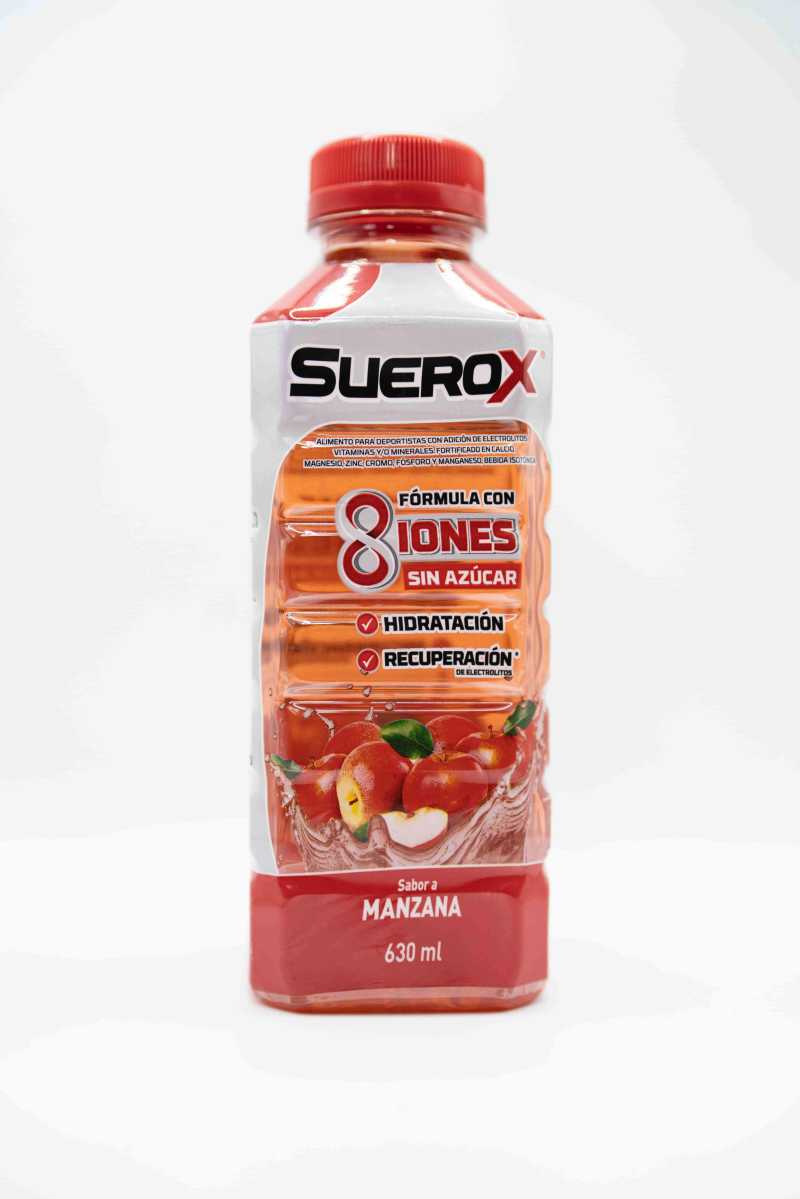 SUEROX®
ALIMENTO PARA DEPORTISTAS CON ADICIÓN DE ELECTROLITOS
VITAMINAS Y/O MINERALES. FORTIFICADO EN CALCIO,
MAGNESIO, ZINC, CROMO, FÓSFORO Y MANGANESO, BEBIDA ISOTÓNICA
FÓRMULA CON
8 IONES
SIN AZÚCAR
HIDRATACIÓN
RECUPERACIÓN*
DE ELECTROLITOS
Sabor a
MANZANA
630 ml